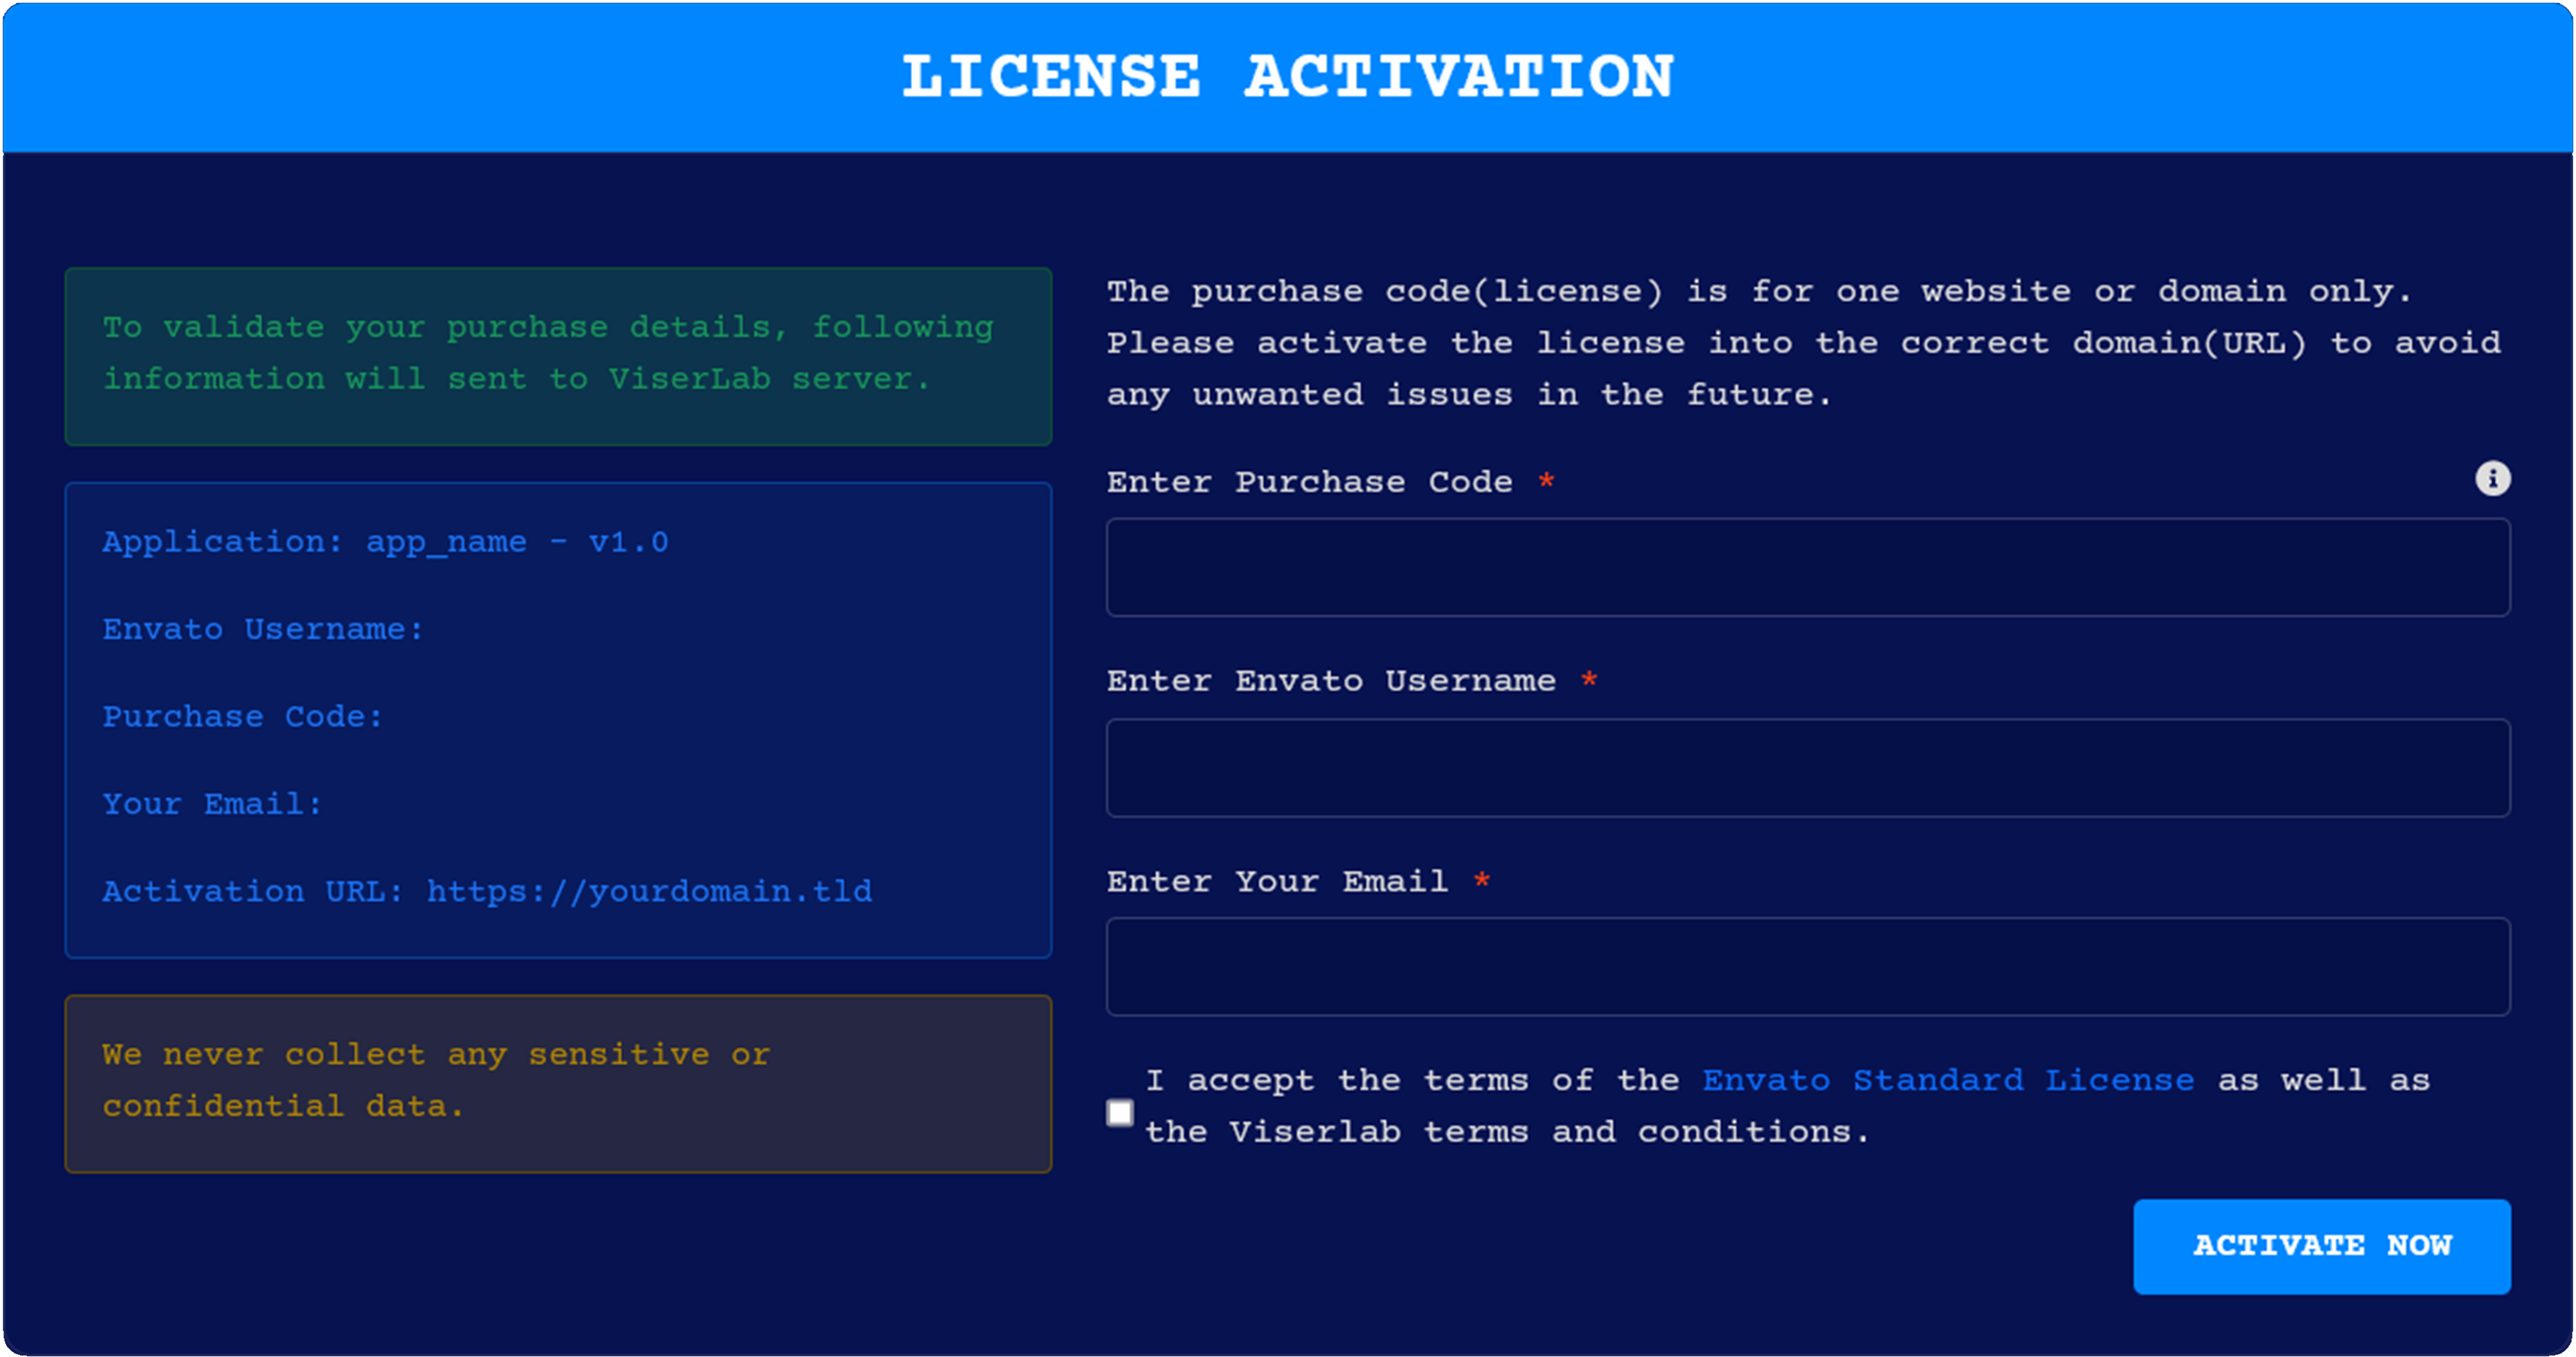 LICENSE ACTIVATION
To validate your purchase details, following
information will sent to ViserLab server.
Application: app_name - v1.0
Envato Username:
Purchase Code:
Your Email:
Activation URL: https://yourdomain.tld
We never collect any sensitive or
confidential data.
The purchase code(license) is for one website or domain only.
Please activate the license into the correct domain(URL) to avoid
any unwanted issues in the future.
Enter Purchase Code *
Enter Envato Username *
Enter Your Email *
I accept the terms of the Envato Standard License as well as
the Viserlab terms and conditions.
ACTIVATE NOW